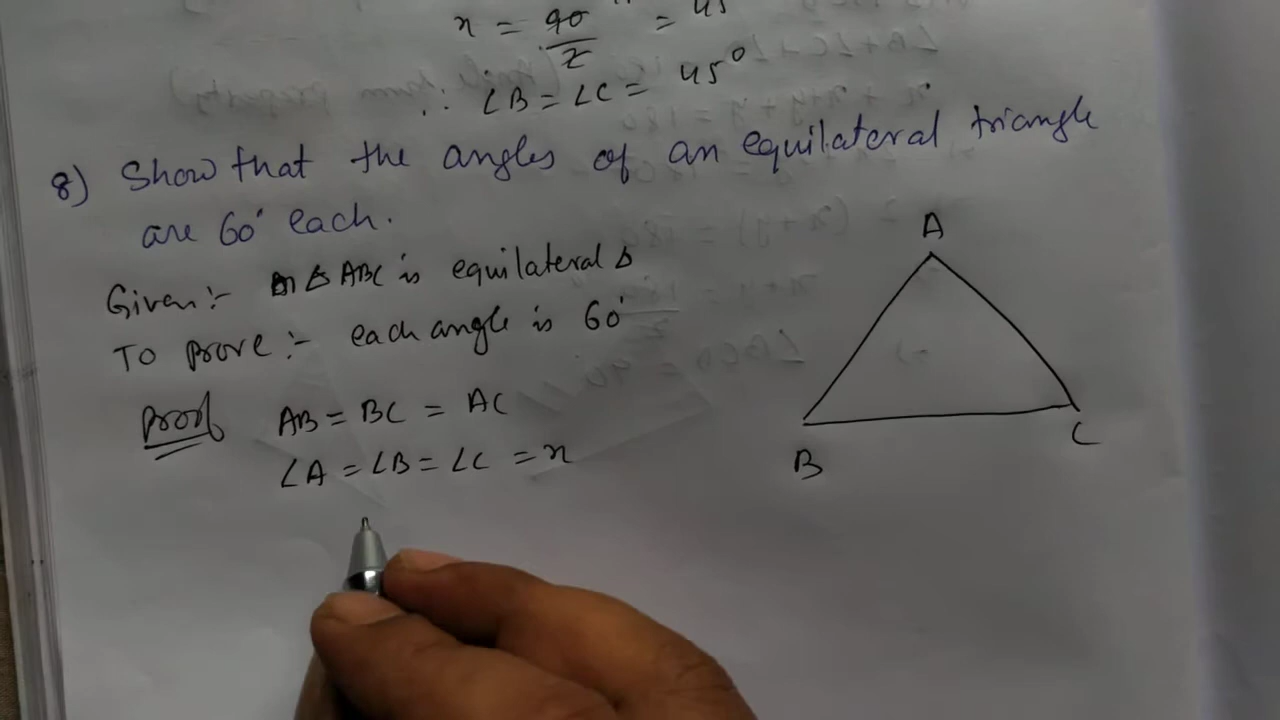 x = 90/2 = 45
∴ ∠B = ∠C = 45°
8) Show that the angles of an equilateral triangle
are 60° each.
Given:- Δ ABC is equilateral Δ
To prove:- each angle is 60°
Proof AB = BC = AC
∠A = ∠B = ∠C = x
A
B
C